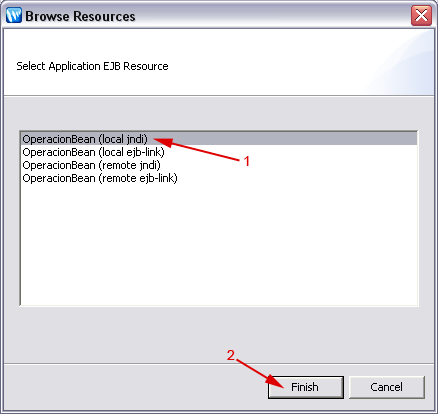 Browse Resources
Select Application EJB Resource
OperacionBean (local jndi)
OperacionBean (local ejb-link)
OperacionBean (remote jndi)
OperacionBean (remote ejb-link)
1
2
Finish
Cancel